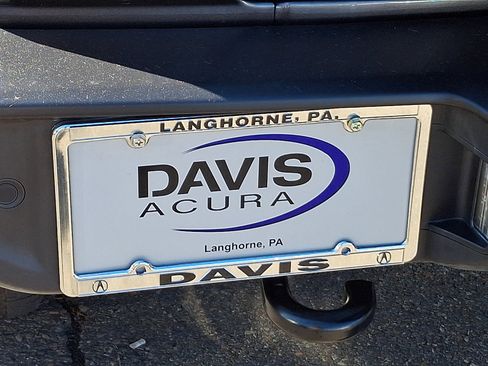 LANGHORNE, PA.
DAVIS
ACURA
Langhorne, PA
DAVIS